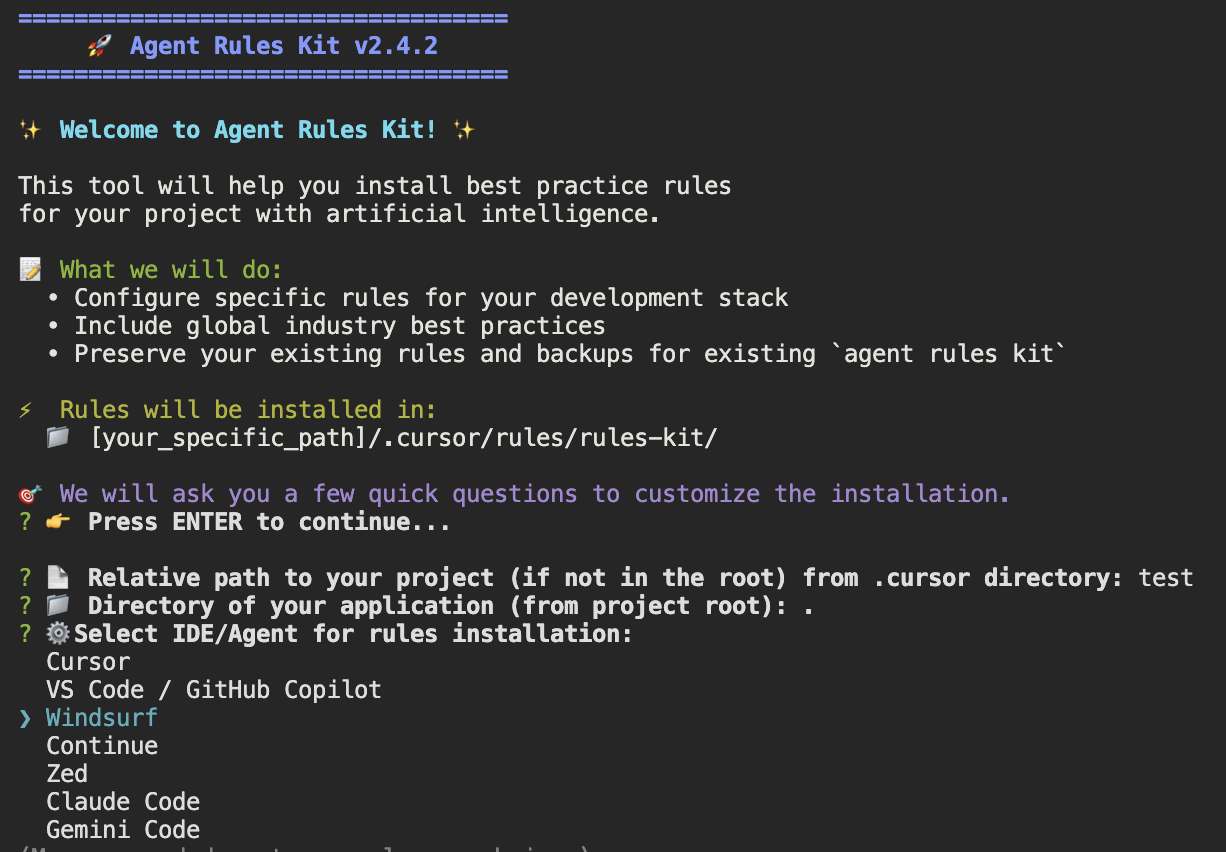 ===================================
🚀 Agent Rules Kit v2.4.2
===================================
✨ Welcome to Agent Rules Kit! ✨
This tool will help you install best practice rules
for your project with artificial intelligence.
📝 What we will do:
• Configure specific rules for your development stack
• Include global industry best practices
• Preserve your existing rules and backups for existing `agent rules kit`
⚡ Rules will be installed in:
📁 [your_specific_path]/.cursor/rules/rules-kit/
🎯 We will ask you a few quick questions to customize the installation.
? 👉 Press ENTER to continue...
? 📄 Relative path to your project (if not in the root) from .cursor directory: test
? 📁 Directory of your application (from project root): .
? ⚙️Select IDE/Agent for rules installation:
Cursor
VS Code / GitHub Copilot
❯ Windsurf
Continue
Zed
Claude Code
Gemini Code